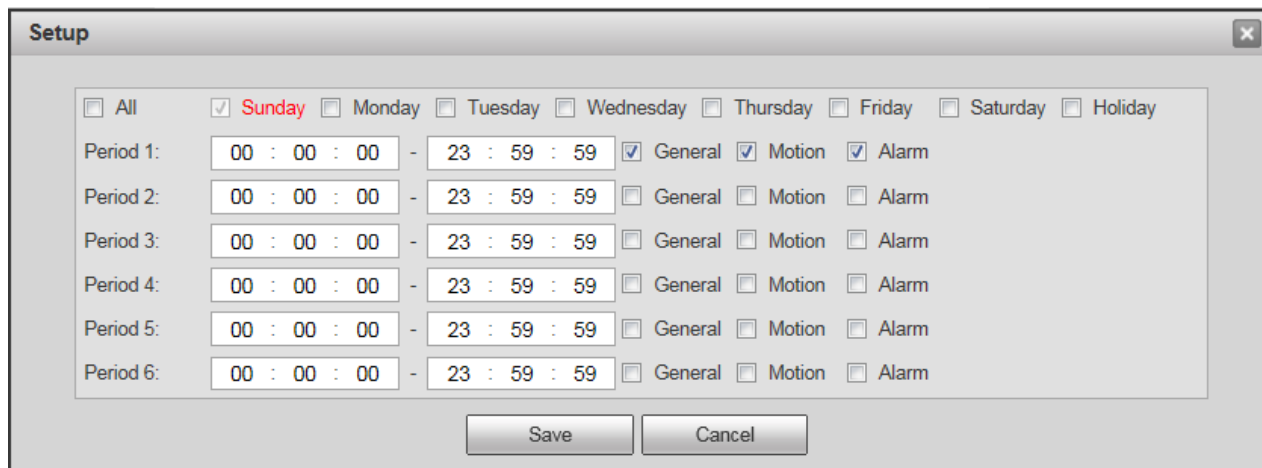 Setup
All Sunday Monday Tuesday Wednesday Thursday Friday Saturday Holiday
Period 1: 00 : 00 : 00 - 23 : 59 : 59 General Motion Alarm
Period 2: 00 : 00 : 00 - 23 : 59 : 59 General Motion Alarm
Period 3: 00 : 00 : 00 - 23 : 59 : 59 General Motion Alarm
Period 4: 00 : 00 : 00 - 23 : 59 : 59 General Motion Alarm
Period 5: 00 : 00 : 00 - 23 : 59 : 59 General Motion Alarm
Period 6: 00 : 00 : 00 - 23 : 59 : 59 General Motion Alarm
Save Cancel